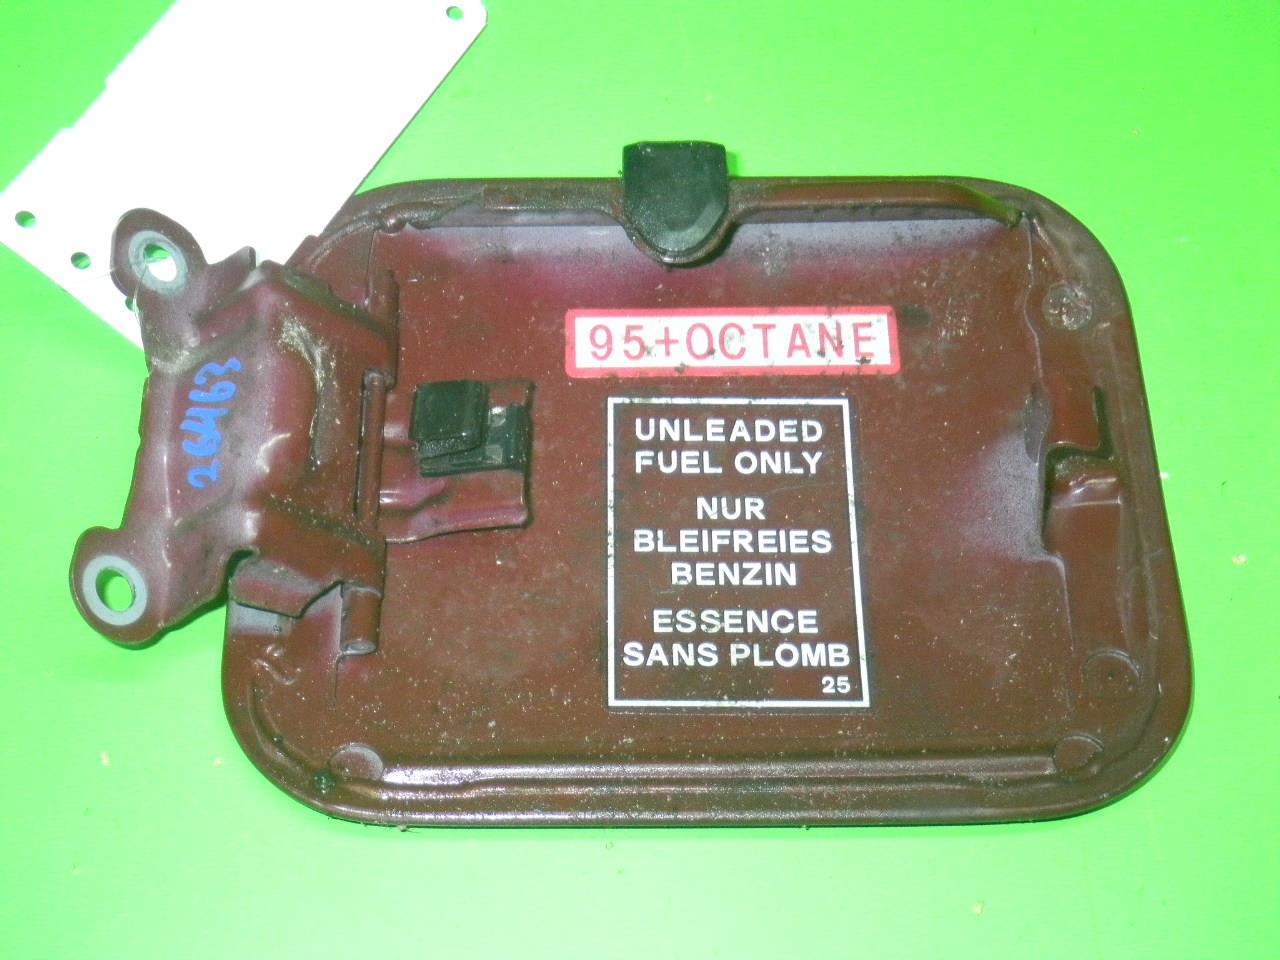 95+OCTANE
26463
UNLEADED
FUEL ONLY
NUR
BLEIFREIES
BENZIN
ESSENCE
SANS PLOMB
25